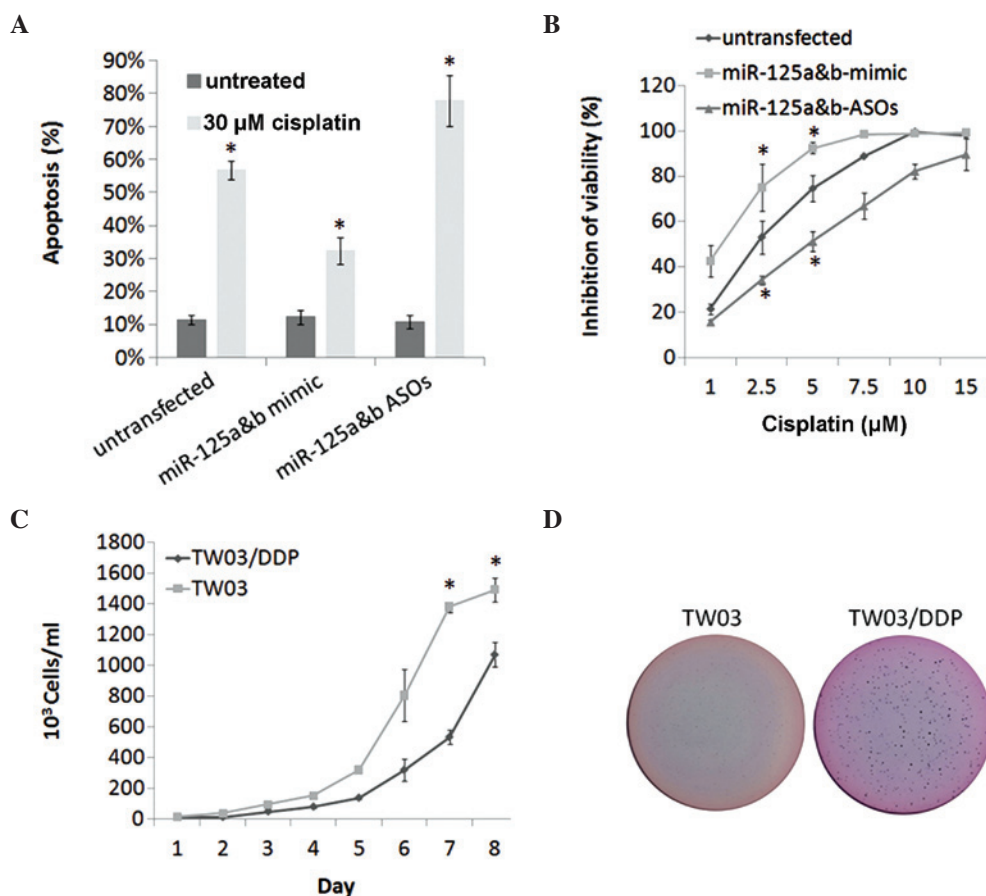 A
Apoptosis (%)
90%
80%
70%
60%
50%
40%
30%
20%
10%
0%
untreated
30 µM cisplatin
*
*
*
untransfected
miR-125a&b mimic
miR-125a&b ASOs
B
untransfected
miR-125a&b-mimic
miR-125a&b-ASOs
Inhibition of viability (%)
120
100
80
60
40
20
0
*
*
*
*
1 2.5 5 7.5 10 15
Cisplatin (µM)
C
10³ Cells/ml
1800
1600
1400
1200
1000
800
600
400
200
0
TW03/DDP
TW03
*
*
1 2 3 4 5 6 7 8
Day
D
TW03
TW03/DDP